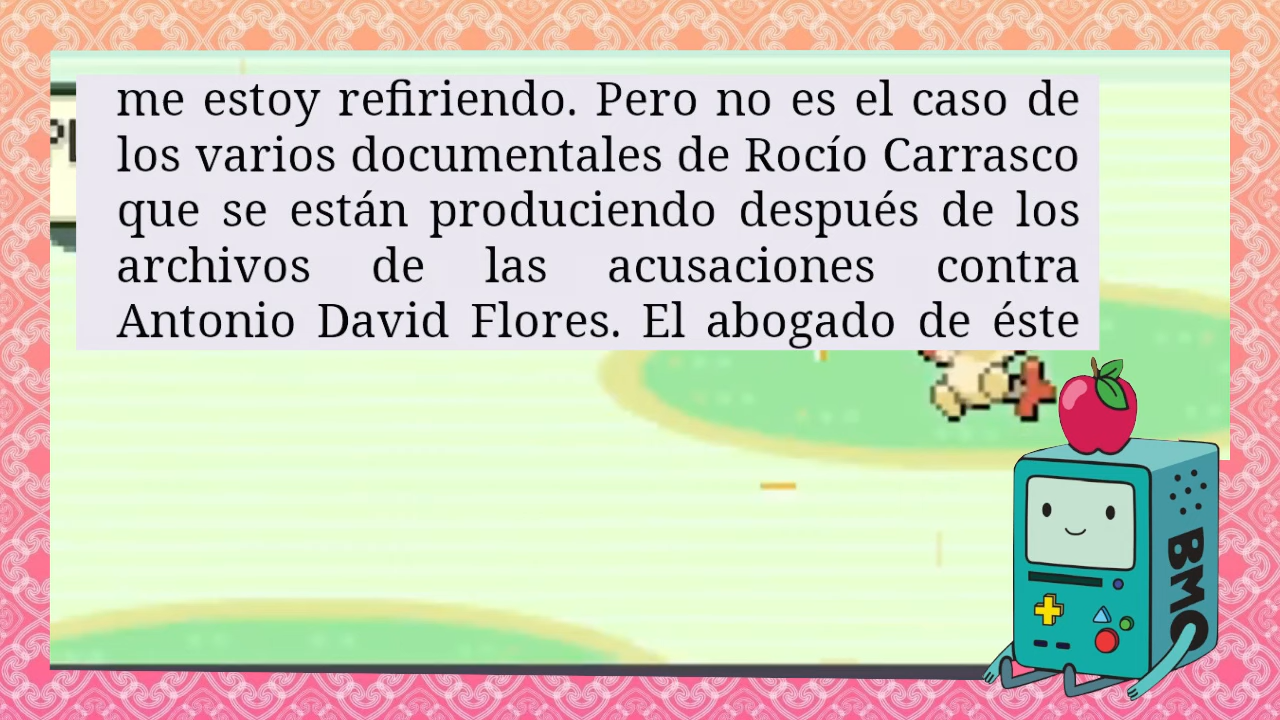 me estoy refiriendo. Pero no es el caso de
los varios documentales de Rocío Carrasco
que se están produciendo después de los
archivos de las acusaciones contra
Antonio David Flores. El abogado de éste
BMO